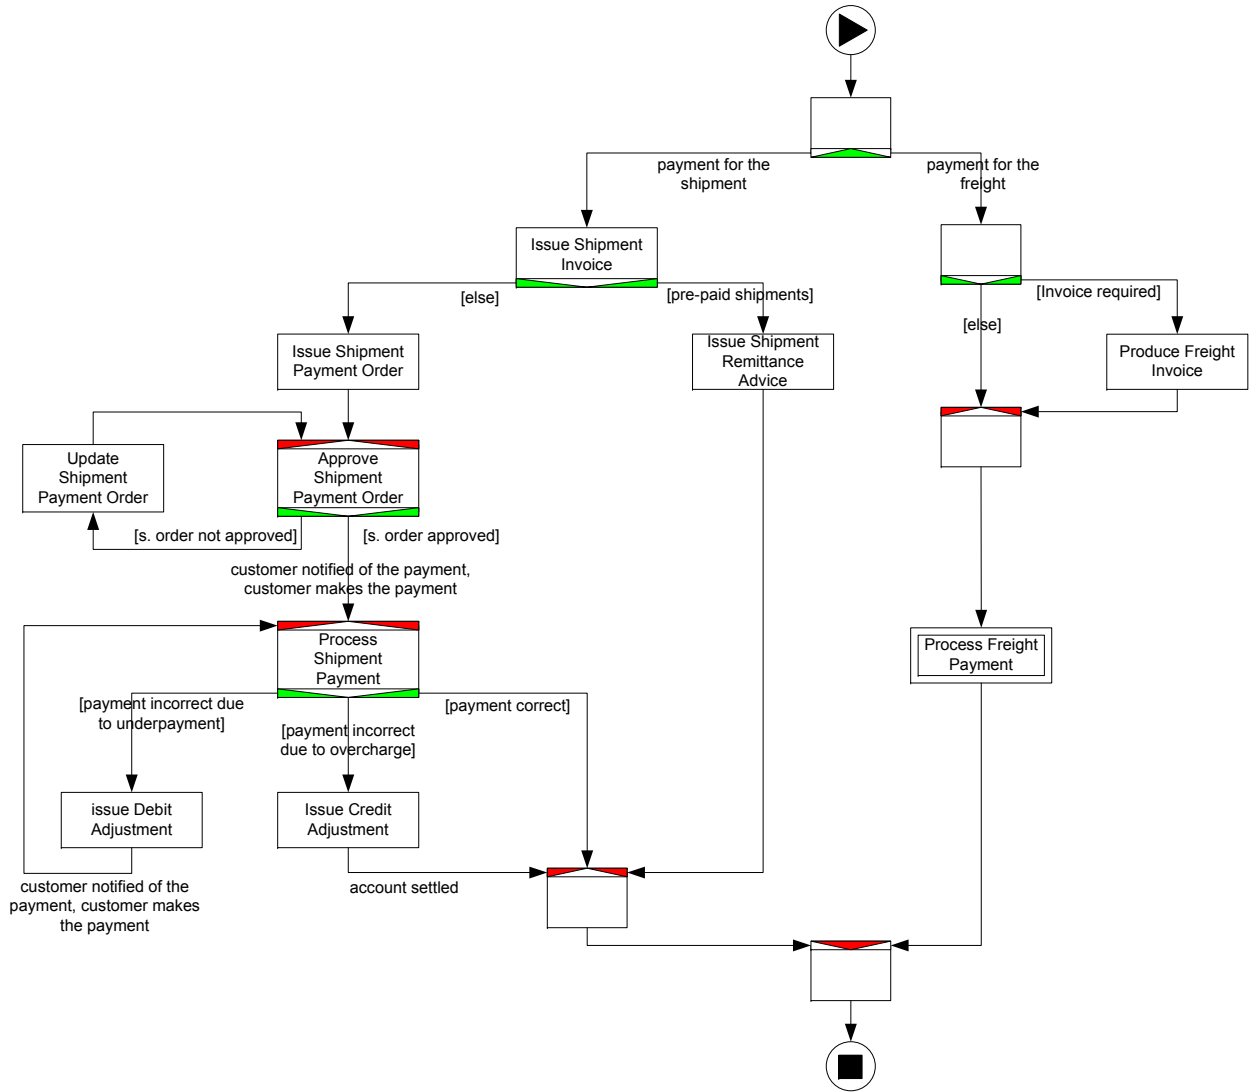 payment for the
shipment
payment for the
freight
Issue Shipment
Invoice
[else]
[pre-paid shipments]
[Invoice required]
[else]
Issue Shipment
Payment Order
Issue Shipment
Remittance
Advice
Produce Freight
Invoice
Update
Shipment
Payment Order
Approve
Shipment
Payment Order
[s. order not approved]
[s. order approved]
customer notified of the payment,
customer makes the payment
Process
Shipment
Payment
Process Freight
Payment
[payment incorrect due
to underpayment]
[payment incorrect
due to overcharge]
[payment correct]
issue Debit
Adjustment
Issue Credit
Adjustment
customer notified of the
payment, customer makes
the payment
account settled